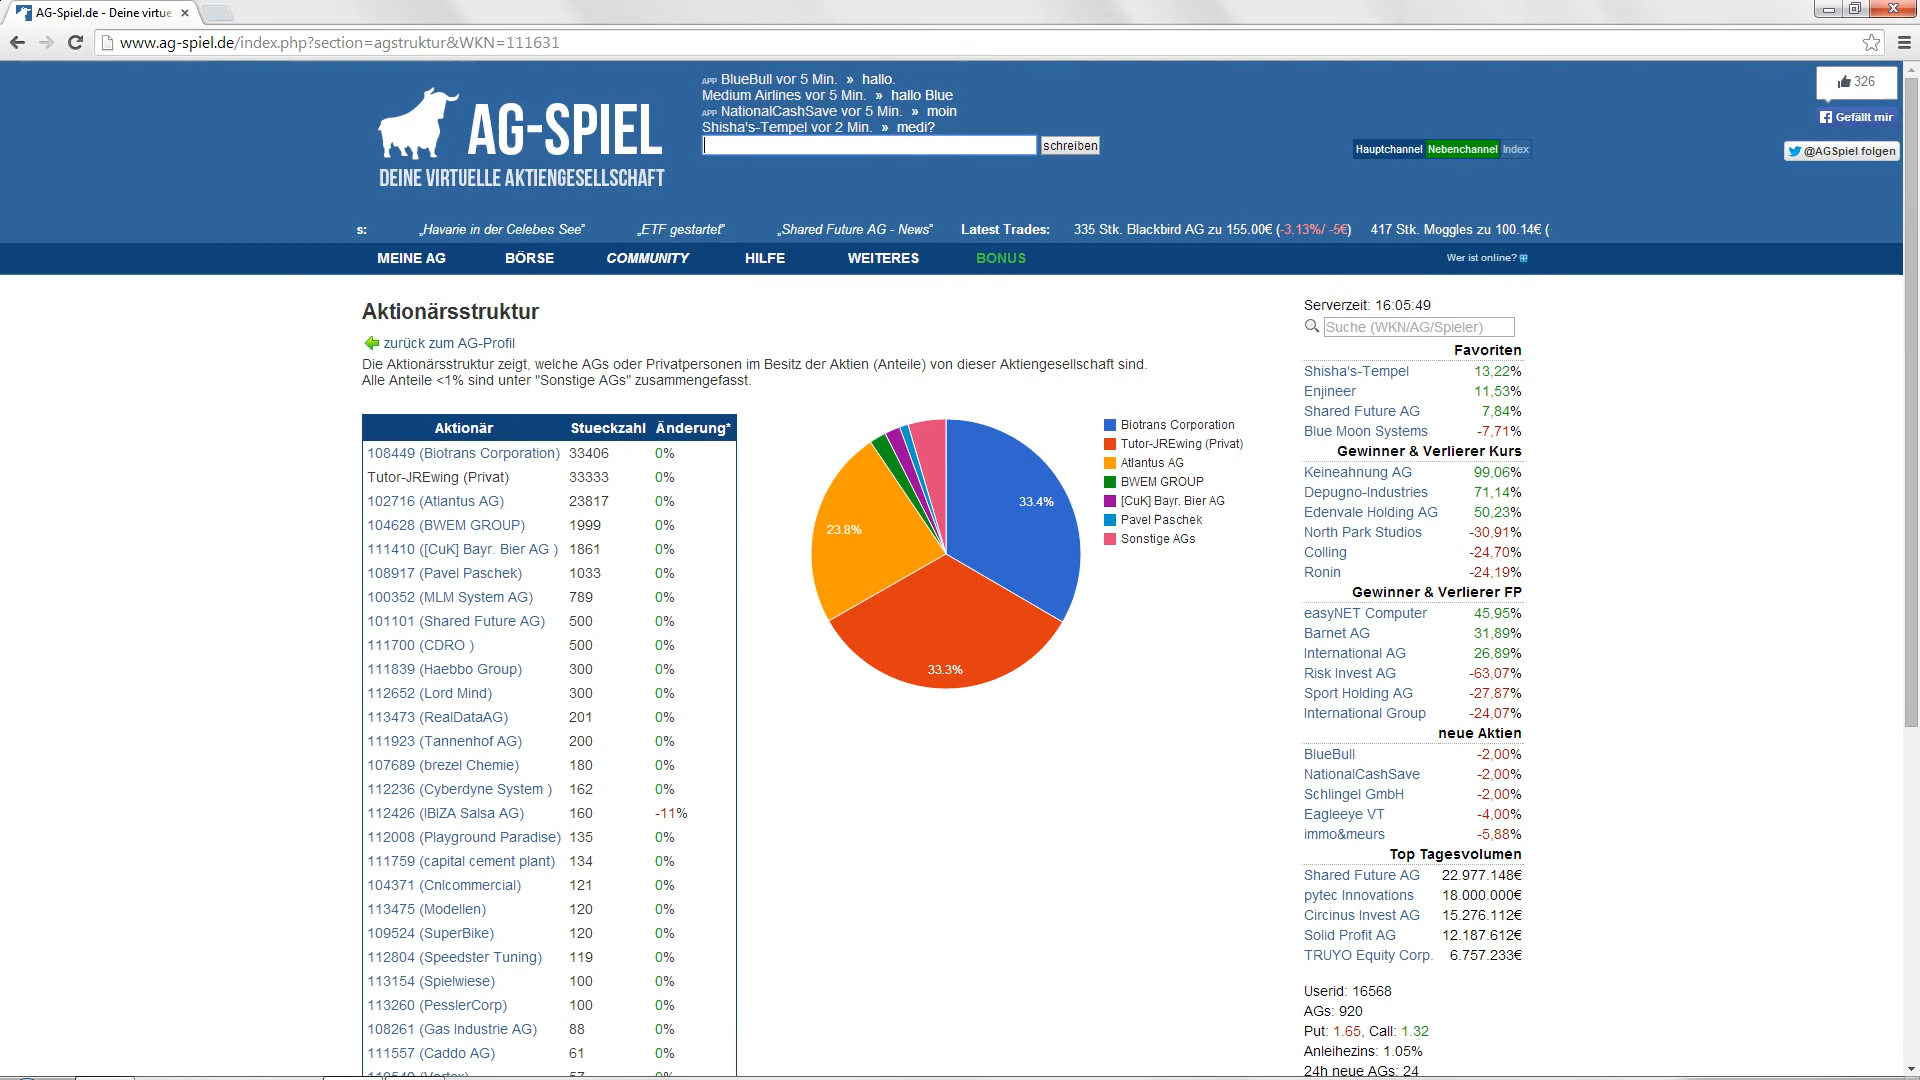 AG-Spiel.de - Deine virtue
www.ag-spiel.de/index.php?section=agstruktur&WKN=111631
AG-SPIEL
DEINE VIRTUELLE AKTIENGESELLSCHAFT
APP BlueBull vor 5 Min. » hallo.
Medium Airlines vor 5 Min. » hallo Blue
APP NationalCashSave vor 5 Min. » moin
Shisha's-Tempel vor 2 Min. » medi?
schreiben
Hauptchannel Nebenchannel Index
326
Gefällt mir
@AGSpiel folgen
s: „Havarie in der Celebes See" „ETF gestartet" „Shared Future AG - News" Latest Trades: 335 Stk. Blackbird AG zu 155.00€ (-3.13%/ -5€) 417 Stk. Moggles zu 100.14€ (
MEINE AG BÖRSE COMMUNITY HILFE WEITERES BONUS Wer ist online?
Aktionärsstruktur
zurück zum AG-Profil
Die Aktionärsstruktur zeigt, welche AGs oder Privatpersonen im Besitz der Aktien (Anteile) von dieser Aktiengesellschaft sind.
Alle Anteile <1% sind unter "Sonstige AGs" zusammengefasst.
Aktionär Stueckzahl Änderung*
108449 (Biotrans Corporation) 33406 0%
Tutor-JREwing (Privat) 33333 0%
102716 (Atlantus AG) 23817 0%
104628 (BWEM GROUP) 1999 0%
111410 ([CuK] Bayr. Bier AG ) 1861 0%
108917 (Pavel Paschek) 1033 0%
100352 (MLM System AG) 789 0%
101101 (Shared Future AG) 500 0%
111700 (CDRO ) 500 0%
111839 (Haebbo Group) 300 0%
112652 (Lord Mind) 300 0%
113473 (RealDataAG) 201 0%
111923 (Tannenhof AG) 200 0%
107689 (brezel Chemie) 180 0%
112236 (Cyberdyne System ) 162 0%
112426 (IBIZA Salsa AG) 160 -11%
112008 (Playground Paradise) 135 0%
111759 (capital cement plant) 134 0%
104371 (Cnlcommercial) 121 0%
113475 (Modellen) 120 0%
109524 (SuperBike) 120 0%
112804 (Speedster Tuning) 119 0%
113154 (Spielwiese) 100 0%
113260 (PesslerCorp) 100 0%
108261 (Gas Industrie AG) 88 0%
111557 (Caddo AG) 61 0%
33.4%
23.8%
33.3%
Biotrans Corporation
Tutor-JREwing (Privat)
Atlantus AG
BWEM GROUP
[CuK] Bayr. Bier AG
Pavel Paschek
Sonstige AGs
Serverzeit: 16:05:49
Suche (WKN/AG/Spieler)
Favoriten
Shisha's-Tempel 13,22%
Enjineer 11,53%
Shared Future AG 7,84%
Blue Moon Systems -7,71%
Gewinner & Verlierer Kurs
Keineahnung AG 99,06%
Depugno-Industries 71,14%
Edenvale Holding AG 50,23%
North Park Studios -30,91%
Colling -24,70%
Ronin -24,19%
Gewinner & Verlierer FP
easyNET Computer 45,95%
Barnet AG 31,89%
International AG 26,89%
Risk Invest AG -63,07%
Sport Holding AG -27,87%
International Group -24,07%
neue Aktien
BlueBull -2,00%
NationalCashSave -2,00%
Schlingel GmbH -2,00%
Eagleeye VT -4,00%
immo&meurs -5,88%
Top Tagesvolumen
Shared Future AG 22.977.148€
pytec Innovations 18.000.000€
Circinus Invest AG 15.276.112€
Solid Profit AG 12.187.612€
TRUYO Equity Corp. 6.757.233€
Userid: 16568
AGs: 920
Put: 1.65, Call: 1.32
Anleihezins: 1.05%
24h neue AGs: 24